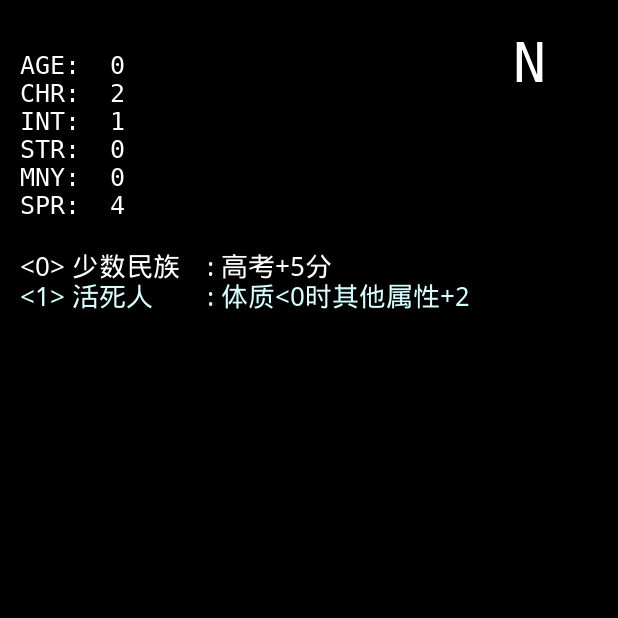 N
AGE: 0
CHR: 2
INT: 1
STR: 0
MNY: 0
SPR: 4
<0> 少数民族 : 高考+5分
<1> 活死人 : 体质<0时其他属性+2